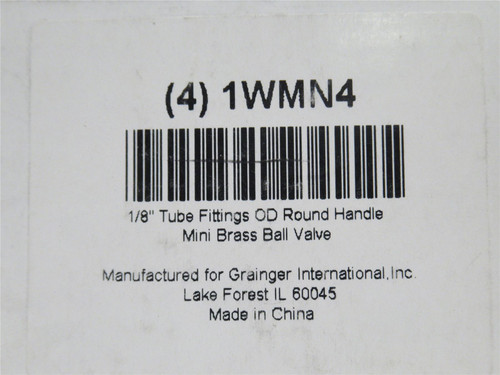 (4) 1WMN4
1/8" Tube Fittings OD Round Handle
Mini Brass Ball Valve
Manufactured for Grainger International,Inc.
Lake Forest IL 60045
Made in China